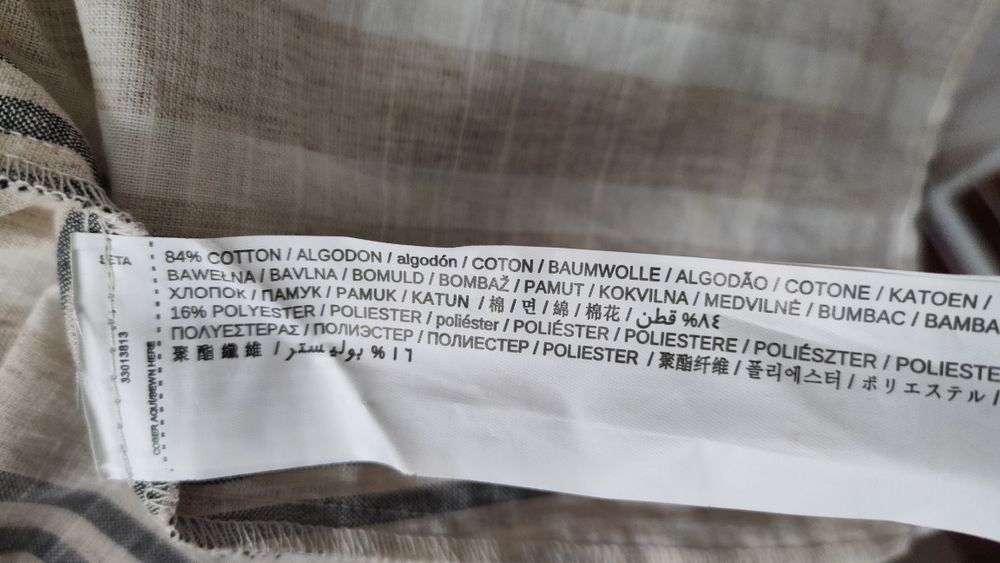 84% COTTON / ALGODON / algodón / COTON / BAUMWOLLE / ALGODÃO / COTONE / KATOEN /
BAWEŁNA / BAVLNA / BOMULD / BOMBAŽ / PAMUT / KOKVILNA / MEDVILNĖ / BUMBAC / BAMBA
ХЛОПОК / ПАМУК / PAMUK / KATUN / 棉 / 면 / 綿 / 棉花 / قطن %٨٤
16% POLYESTER / POLIESTER / poliéster / POLIÉSTER / POLIESTERE / POLIÉSZTER / POLIESTE
ΠΟΛΥΕΣΤΕΡΑΣ / ПОЛИЭСТЕР / ПОЛИЕСТЕР / POLIESTER / 聚酯纤维 / 폴리에스터 / ポリエステル /
聚酯纖維 / بوليستر %١٦
33013813